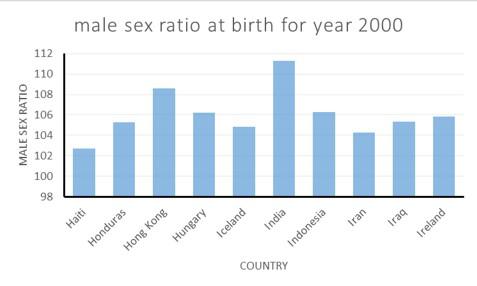 male sex ratio at birth for year 2000
MALE SEX RATIO
112
110
108
106
104
102
100
98
Haiti
Honduras
Hong Kong
Hungary
Iceland
India
Indonesia
Iran
Iraq
Ireland
COUNTRY